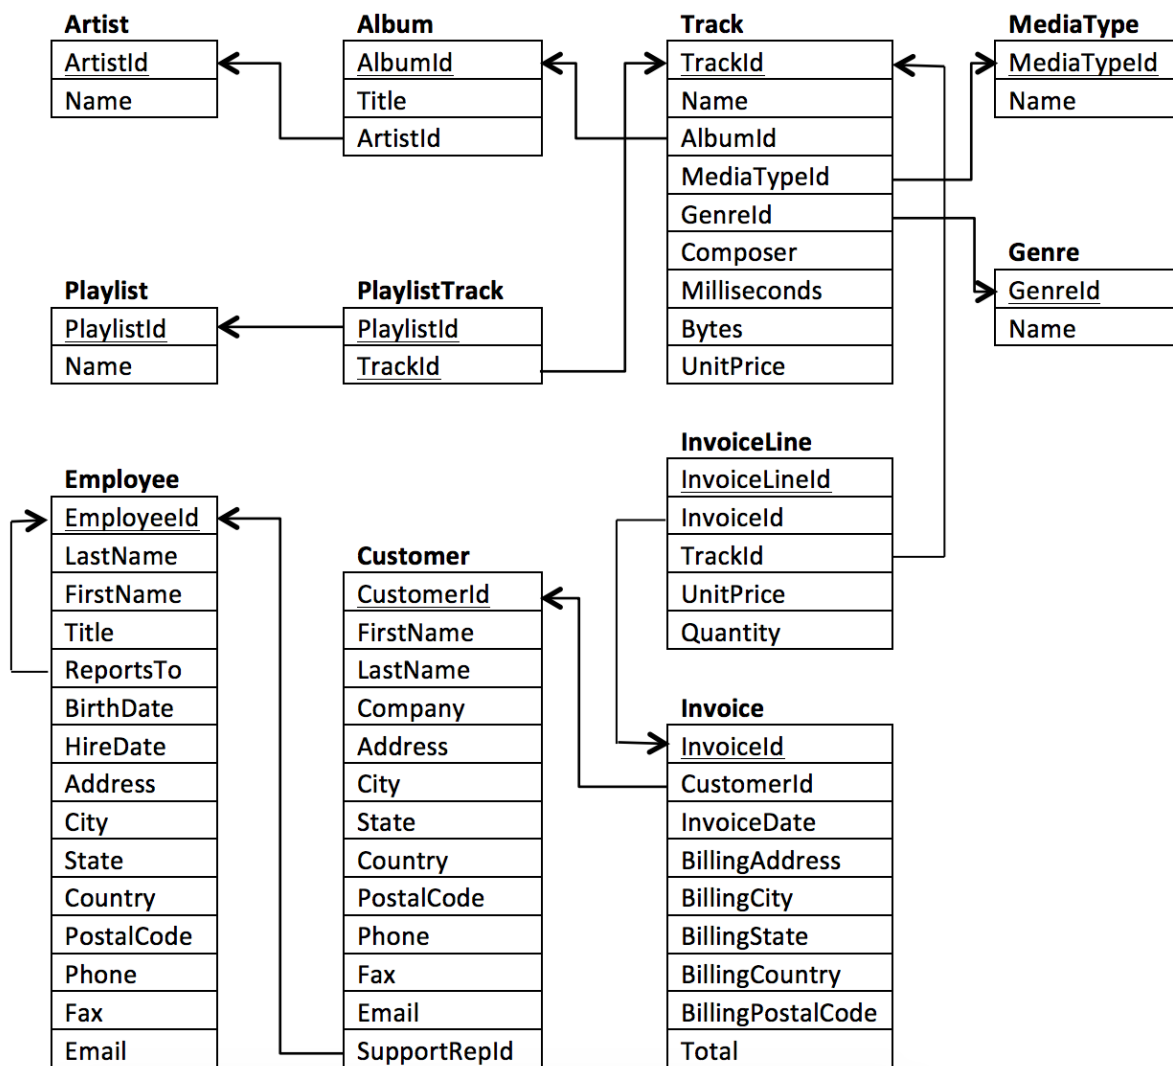 Artist
ArtistId
Name
Album
AlbumId
Title
ArtistId
Track
TrackId
Name
AlbumId
MediaTypeId
GenreId
Composer
Milliseconds
Bytes
UnitPrice
MediaType
MediaTypeId
Name
Genre
GenreId
Name
Playlist
PlaylistId
Name
PlaylistTrack
PlaylistId
TrackId
Employee
EmployeeId
LastName
FirstName
Title
ReportsTo
BirthDate
HireDate
Address
City
State
Country
PostalCode
Phone
Fax
Email
Customer
CustomerId
FirstName
LastName
Company
Address
City
State
Country
PostalCode
Phone
Fax
Email
SupportRepId
InvoiceLine
InvoiceLineId
InvoiceId
TrackId
UnitPrice
Quantity
Invoice
InvoiceId
CustomerId
InvoiceDate
BillingAddress
BillingCity
BillingState
BillingCountry
BillingPostalCode
Total